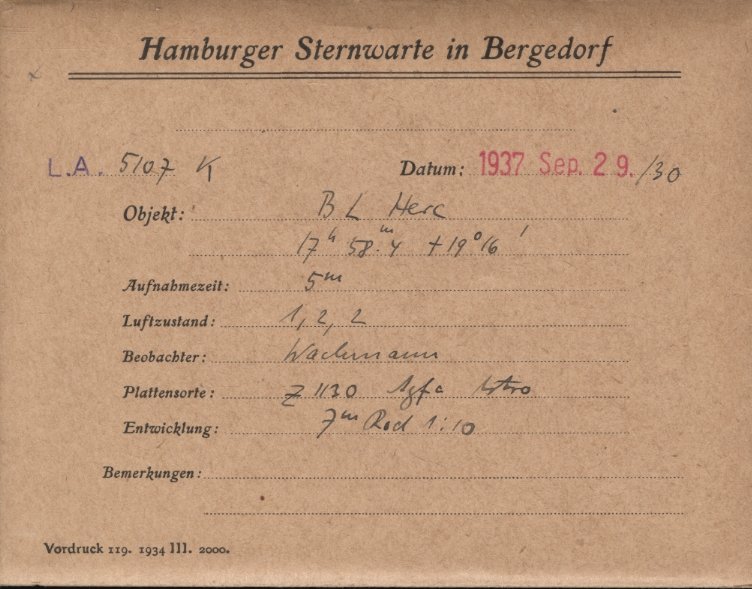 Hamburger Sternwarte in Bergedorf
L.A. 5107 K Datum: 1937 Sep. 29./30
Objekt: BL Herc
17ʰ 58.ᵐ4 +19°16'
Aufnahmezeit: 5ᵐ
Luftzustand: 1, 2, 2
Beobachter: Wachmann
Plattensorte: Z 1130 Agfa Astro
Entwicklung: 7ᵐ Rod 1:10
Bemerkungen:
Vordruck 119. 1934 III. 2000.